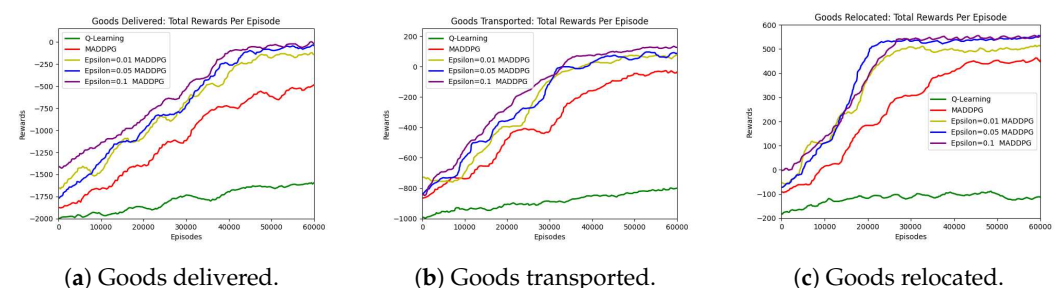 Goods Delivered: Total Rewards Per Episode
Q-Learning
MADDPG
Epsilon=0.01 MADDPG
Epsilon=0.05 MADDPG
Epsilon=0.1 MADDPG
Rewards
0
−250
−500
−750
−1000
−1250
−1500
−1750
−2000
0 10000 20000 30000 40000 50000 60000
Episodes
(a) Goods delivered.
Goods Transported: Total Rewards Per Episode
Q-Learning
MADDPG
Epsilon=0.01 MADDPG
Epsilon=0.05 MADDPG
Epsilon=0.1 MADDPG
Rewards
200
0
−200
−400
−600
−800
−1000
0 10000 20000 30000 40000 50000 60000
Episodes
(b) Goods transported.
Goods Relocated: Total Rewards Per Episode
Q-Learning
MADDPG
Epsilon=0.01 MADDPG
Epsilon=0.05 MADDPG
Epsilon=0.1 MADDPG
Rewards
600
500
400
300
200
100
0
−100
−200
0 10000 20000 30000 40000 50000 60000
Episodes
(c) Goods relocated.